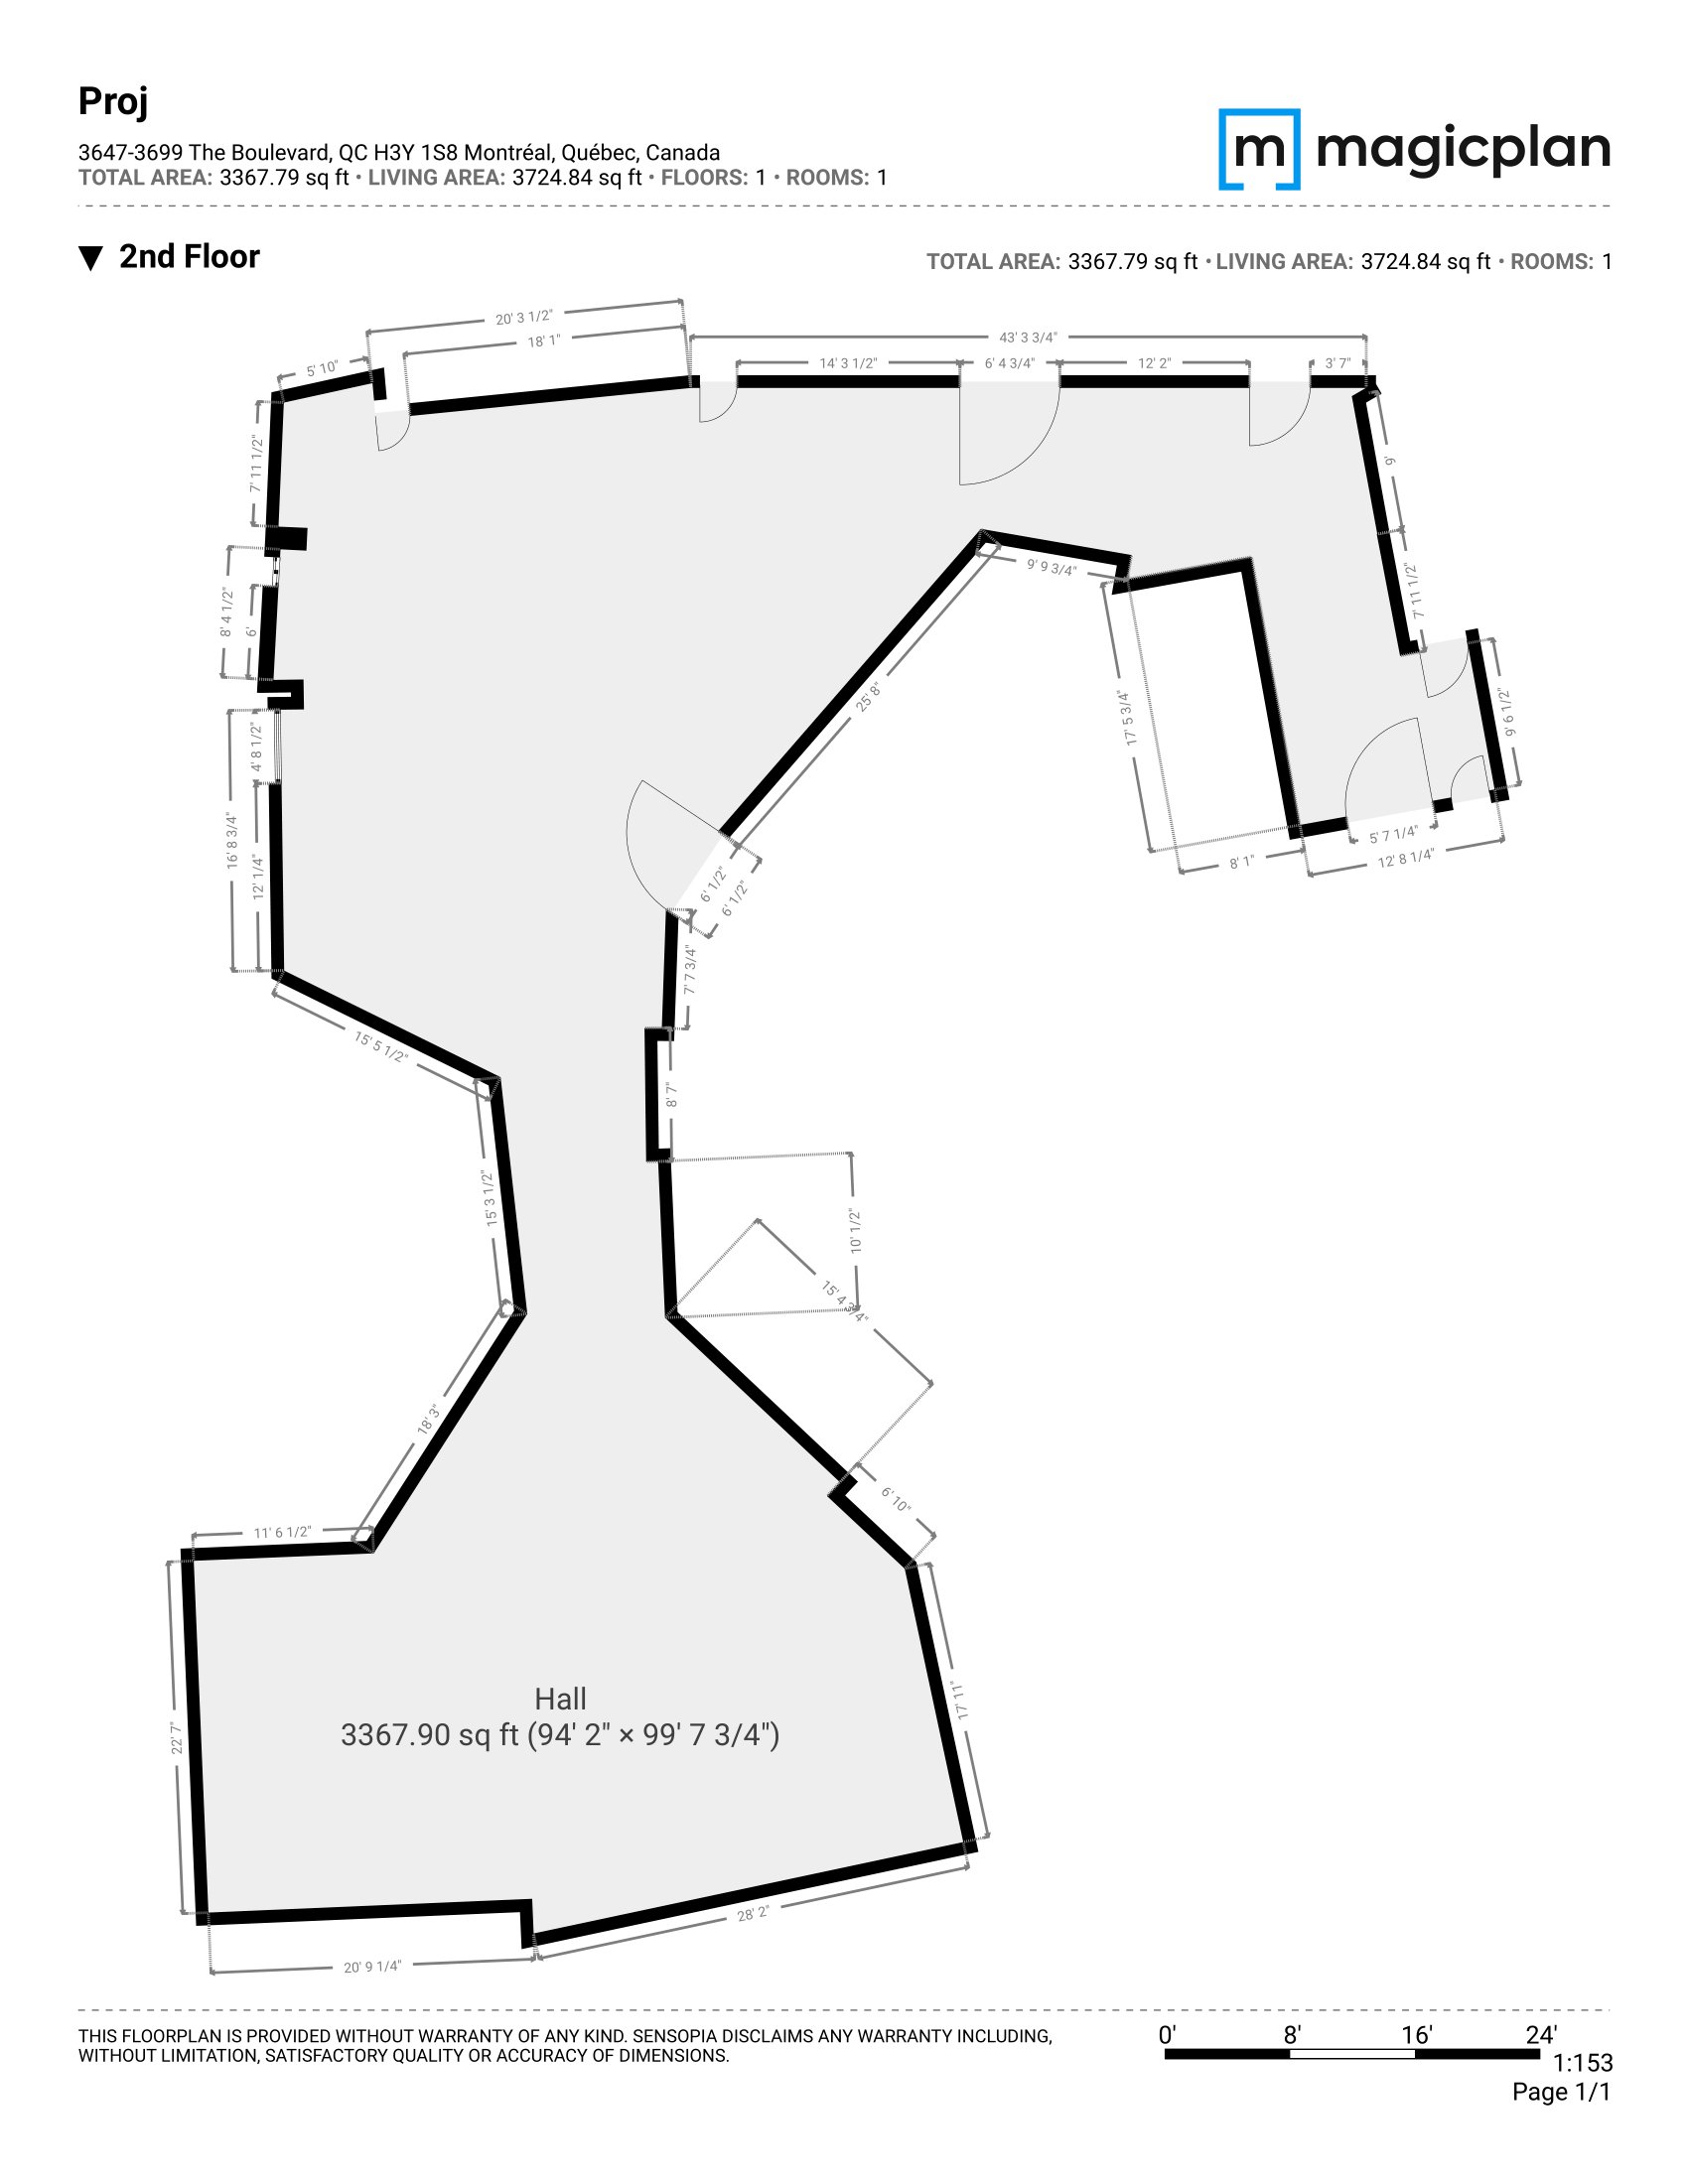 Proj
3647-3699 The Boulevard, QC H3Y 1S8 Montréal, Québec, Canada
TOTAL AREA: 3367.79 sq ft • LIVING AREA: 3724.84 sq ft • FLOORS: 1 • ROOMS: 1
m magicplan
▼ 2nd Floor
TOTAL AREA: 3367.79 sq ft • LIVING AREA: 3724.84 sq ft • ROOMS: 1
20' 3 1/2"
18' 1"
5' 10"
43' 3 3/4"
14' 3 1/2"
6' 4 3/4"
12' 2"
3' 7"
7' 11 1/2"
9'
9' 9 3/4"
7' 11 1/2"
8' 4 1/2"
6'
25' 8"
17' 5 3/4"
9' 6 1/2"
4' 8 1/2"
16' 8 3/4"
12' 1/4"
5' 7 1/4"
8' 1"
12' 8 1/4"
6' 1/2"
6' 1/2"
7' 7 3/4"
15' 5 1/2"
8' 7"
15' 3 1/2"
10' 1/2"
15' 4 3/4"
18' 3"
6' 10"
11' 6 1/2"
17' 11"
22' 7"
Hall
3367.90 sq ft (94' 2" × 99' 7 3/4")
28' 2"
20' 9 1/4"
THIS FLOORPLAN IS PROVIDED WITHOUT WARRANTY OF ANY KIND. SENSOPIA DISCLAIMS ANY WARRANTY INCLUDING,
WITHOUT LIMITATION, SATISFACTORY QUALITY OR ACCURACY OF DIMENSIONS.
0' 8' 16' 24'
1:153
Page 1/1